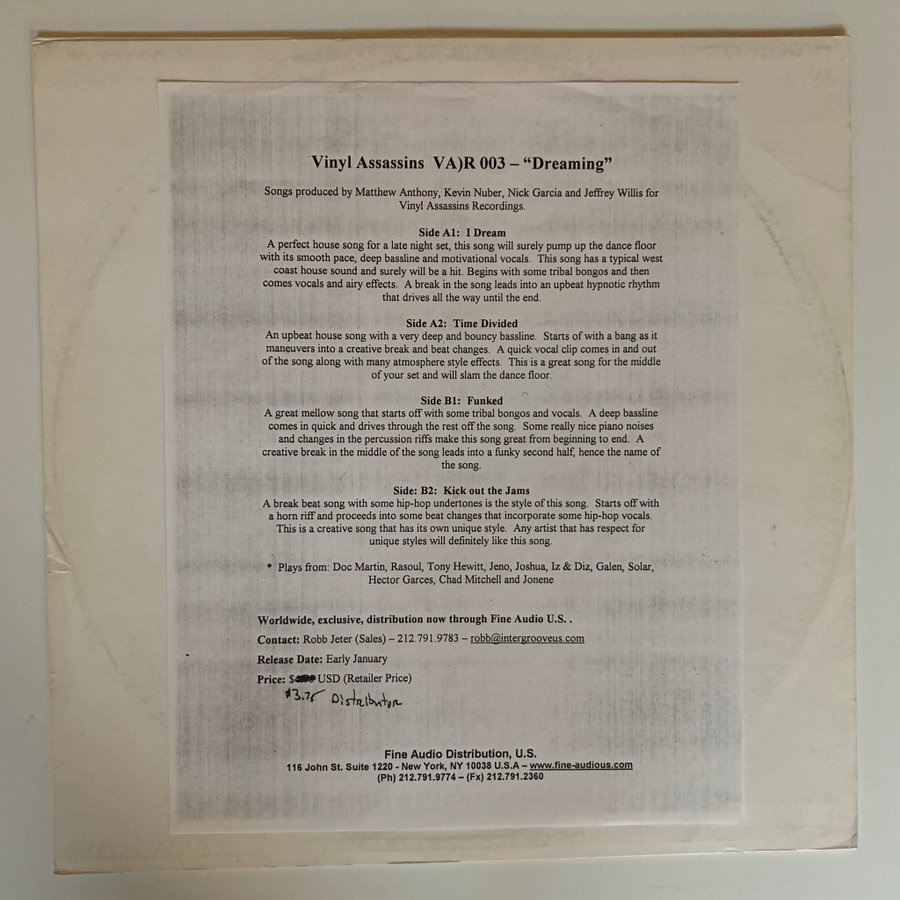 Vinyl Assassins VA)R 003 – “Dreaming”
Songs produced by Matthew Anthony, Kevin Nuber, Nick Garcia and Jeffrey Willis for
Vinyl Assassins Recordings.
Side A1: I Dream
A perfect house song for a late night set, this song will surely pump up the dance floor
with its smooth pace, deep bassline and motivational vocals. This song has a typical west
coast house sound and surely will be a hit. Begins with some tribal bongos and then
comes vocals and airy effects. A break in the song leads into an upbeat hypnotic rhythm
that drives all the way until the end.
Side A2: Time Divided
An upbeat house song with a very deep and bouncy bassline. Starts of with a bang as it
maneuvers into a creative break and beat changes. A quick vocal clip comes in and out
of the song along with many atmosphere style effects. This is a great song for the middle
of your set and will slam the dance floor.
Side B1: Funked
A great mellow song that starts off with some tribal bongos and vocals. A deep bassline
comes in quick and drives through the rest off the song. Some really nice piano noises
and changes in the percussion riffs make this song great from beginning to end. A
creative break in the middle of the song leads into a funky second half, hence the name of
the song.
Side: B2: Kick out the Jams
A break beat song with some hip-hop undertones is the style of this song. Starts off with
a horn riff and proceeds into some beat changes that incorporate some hip-hop vocals.
This is a creative song that has its own unique style. Any artist that has respect for
unique styles will definitely like this song.
* Plays from: Doc Martin, Rasoul, Tony Hewitt, Jeno, Joshua, Iz & Diz, Galen, Solar,
Hector Garces, Chad Mitchell and Jonene
Worldwide, exclusive, distribution now through Fine Audio U.S. .
Contact: Robb Jeter (Sales) – 212.791.9783 – robb@intergrooveus.com
Release Date: Early January
Price: $ USD (Retailer Price)
$3.75 Distributor
Fine Audio Distribution, U.S.
116 John St. Suite 1220 - New York, NY 10038 U.S.A – www.fine-audious.com
(Ph) 212.791.9774 – (Fx) 212.791.2360